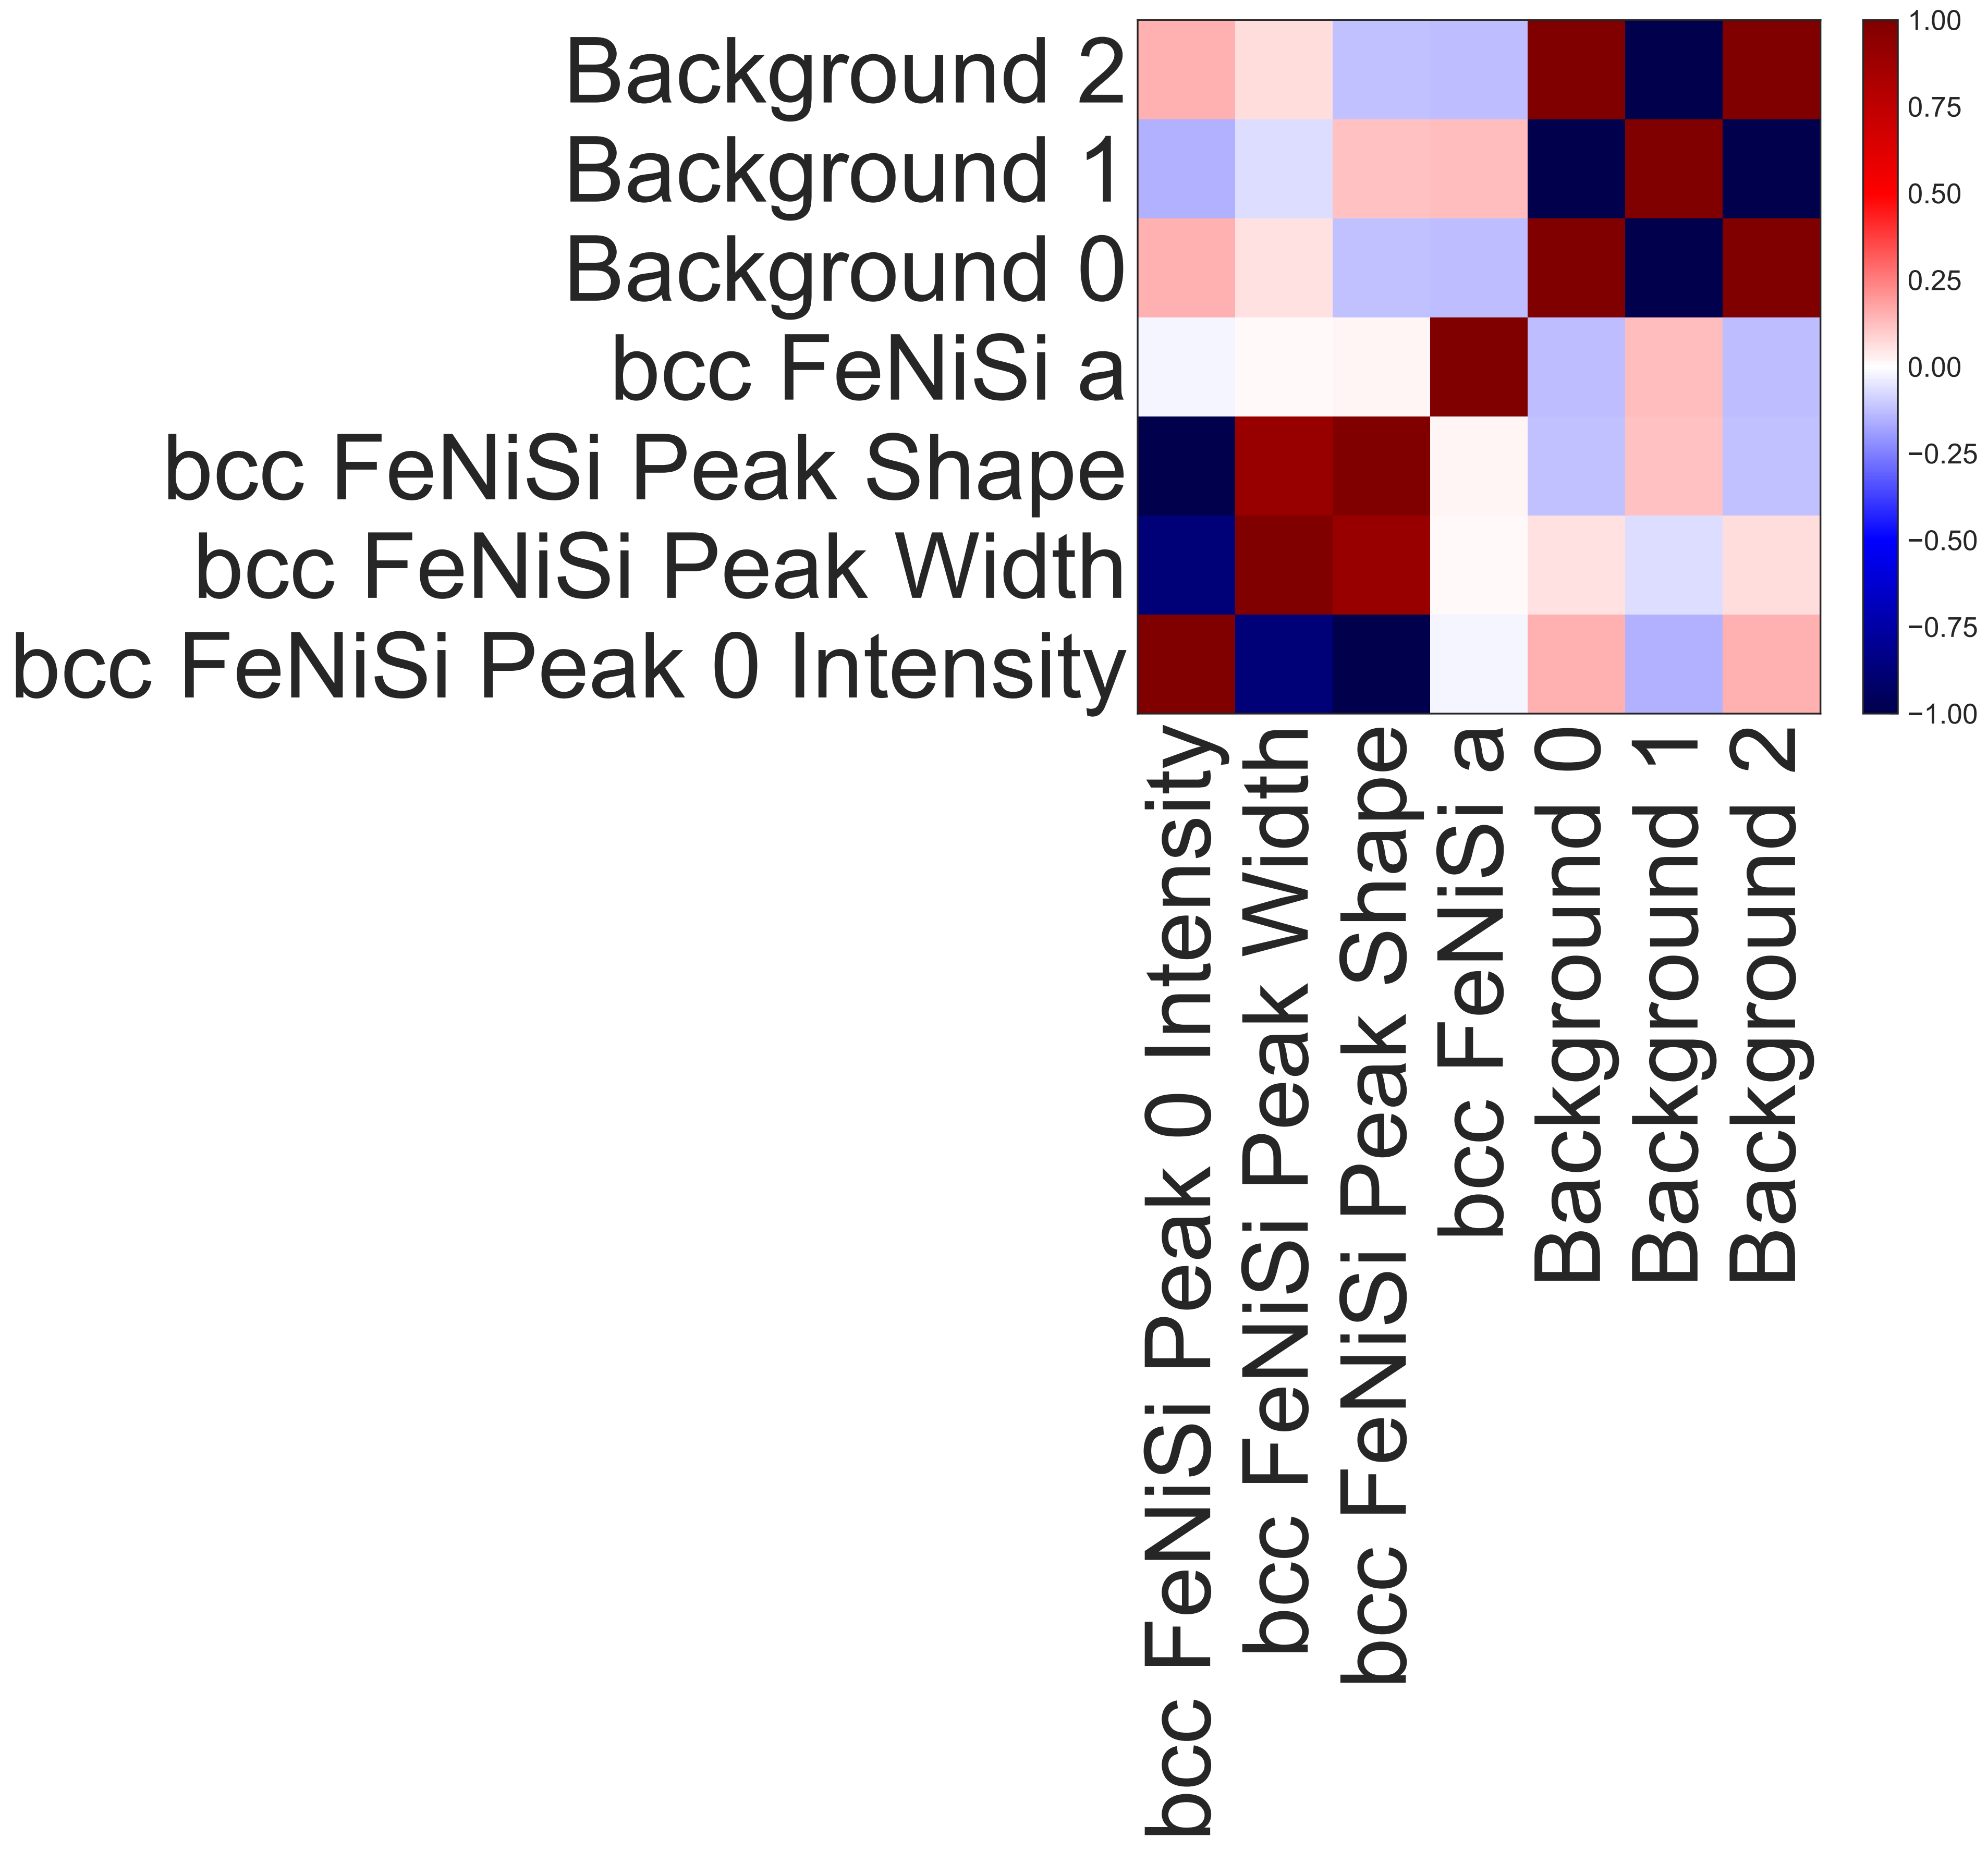 Background 2
Background 1
Background 0
bcc FeNiSi a
bcc FeNiSi Peak Shape
bcc FeNiSi Peak Width
bcc FeNiSi Peak 0 Intensity
bcc FeNiSi Peak 0 Intensity
bcc FeNiSi Peak Width
bcc FeNiSi Peak Shape
bcc FeNiSi a
Background 0
Background 1
Background 2
1.00
0.75
0.50
0.25
0.00
−0.25
−0.50
−0.75
−1.00